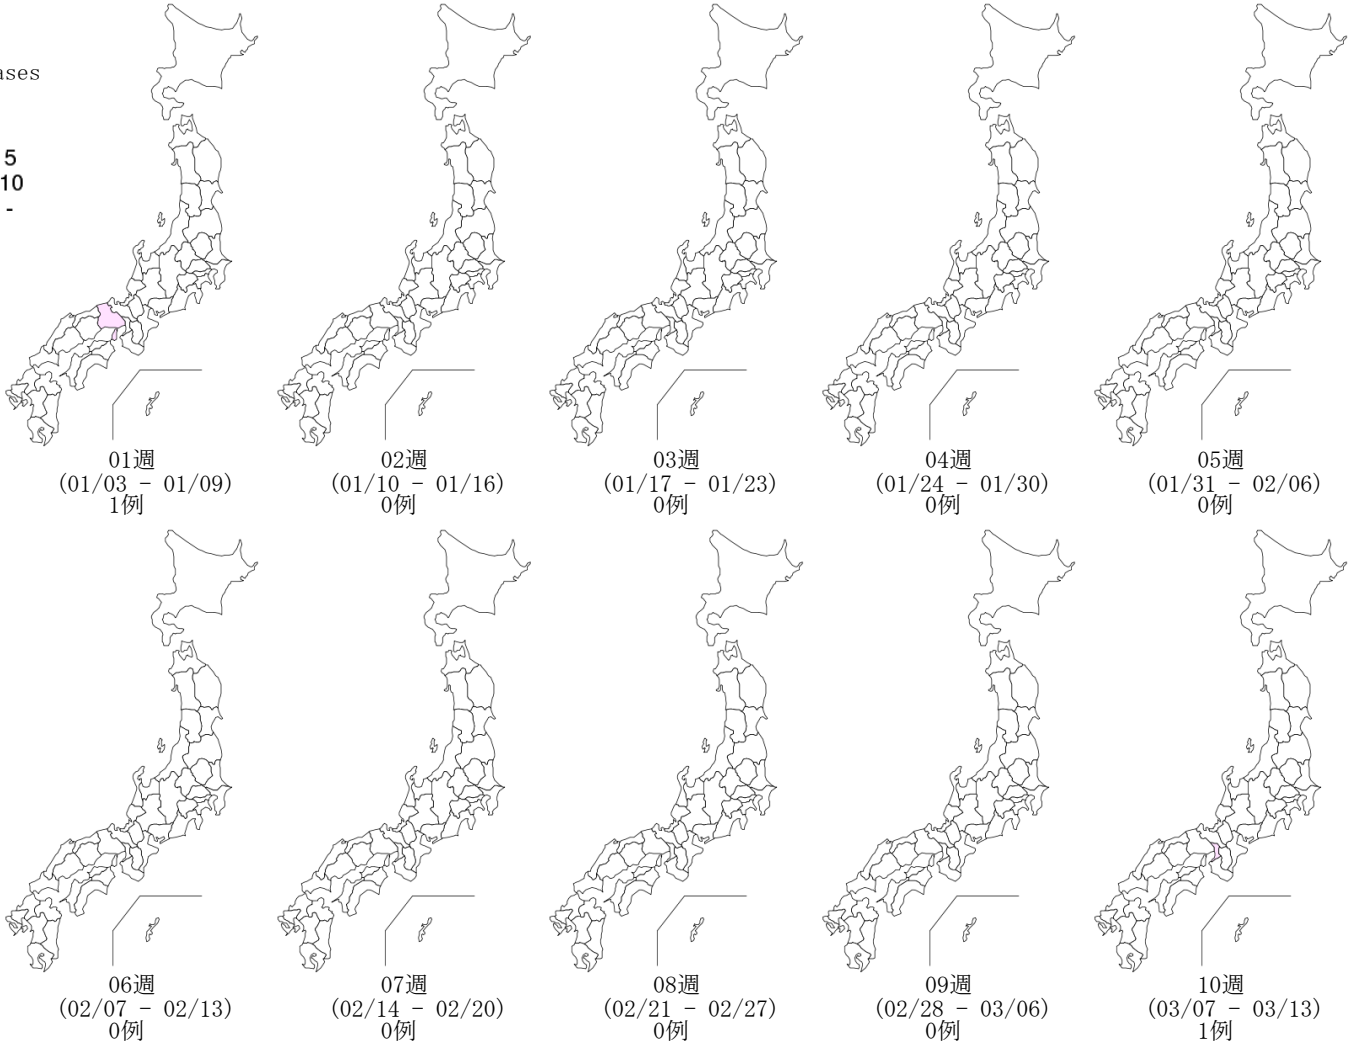 ases
5
10
-
01週
(01/03 - 01/09)
1例
02週
(01/10 - 01/16)
0例
03週
(01/17 - 01/23)
0例
04週
(01/24 - 01/30)
0例
05週
(01/31 - 02/06)
0例
06週
(02/07 - 02/13)
0例
07週
(02/14 - 02/20)
0例
08週
(02/21 - 02/27)
0例
09週
(02/28 - 03/06)
0例
10週
(03/07 - 03/13)
1例